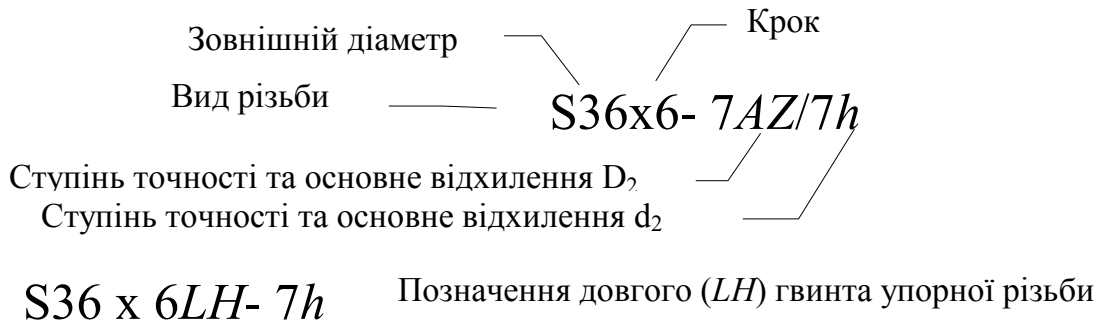 Зовнішній діаметр
Крок
Вид різьби
S36x6- 7AZ/7h
Ступінь точності та основне відхилення D₂
Ступінь точності та основне відхилення d₂
S36 x 6LH- 7h
Позначення довгого (LH) гвинта упорної різьби